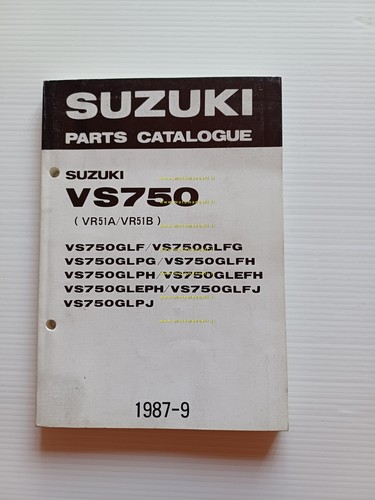 SUZUKI
PARTS CATALOGUE
SUZUKI
VS750
( VR51A/VR51B )
VS750GLF/VS750GLFG
VS750GLPG/VS750GLFH
VS750GLPH/VS750GLEFH
VS750GLEPH/VS750GLFJ
VS750GLPJ
1987-9